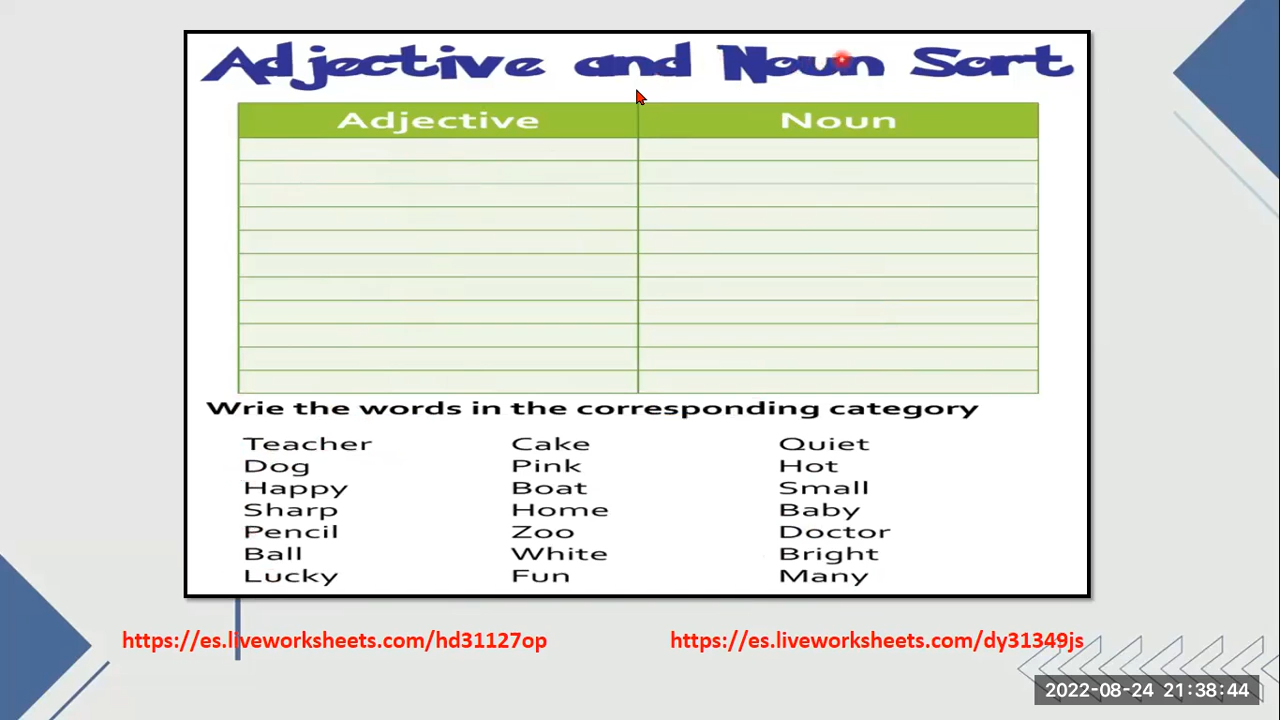 Adjective and Noun Sort
Adjective Noun
Wrie the words in the corresponding category
Teacher Cake Quiet
Dog Pink Hot
Happy Boat Small
Sharp Home Baby
Pencil Zoo Doctor
Ball White Bright
Lucky Fun Many
https://es.liveworksheets.com/hd31127op https://es.liveworksheets.com/dy31349js
2022-08-24 21:38:44